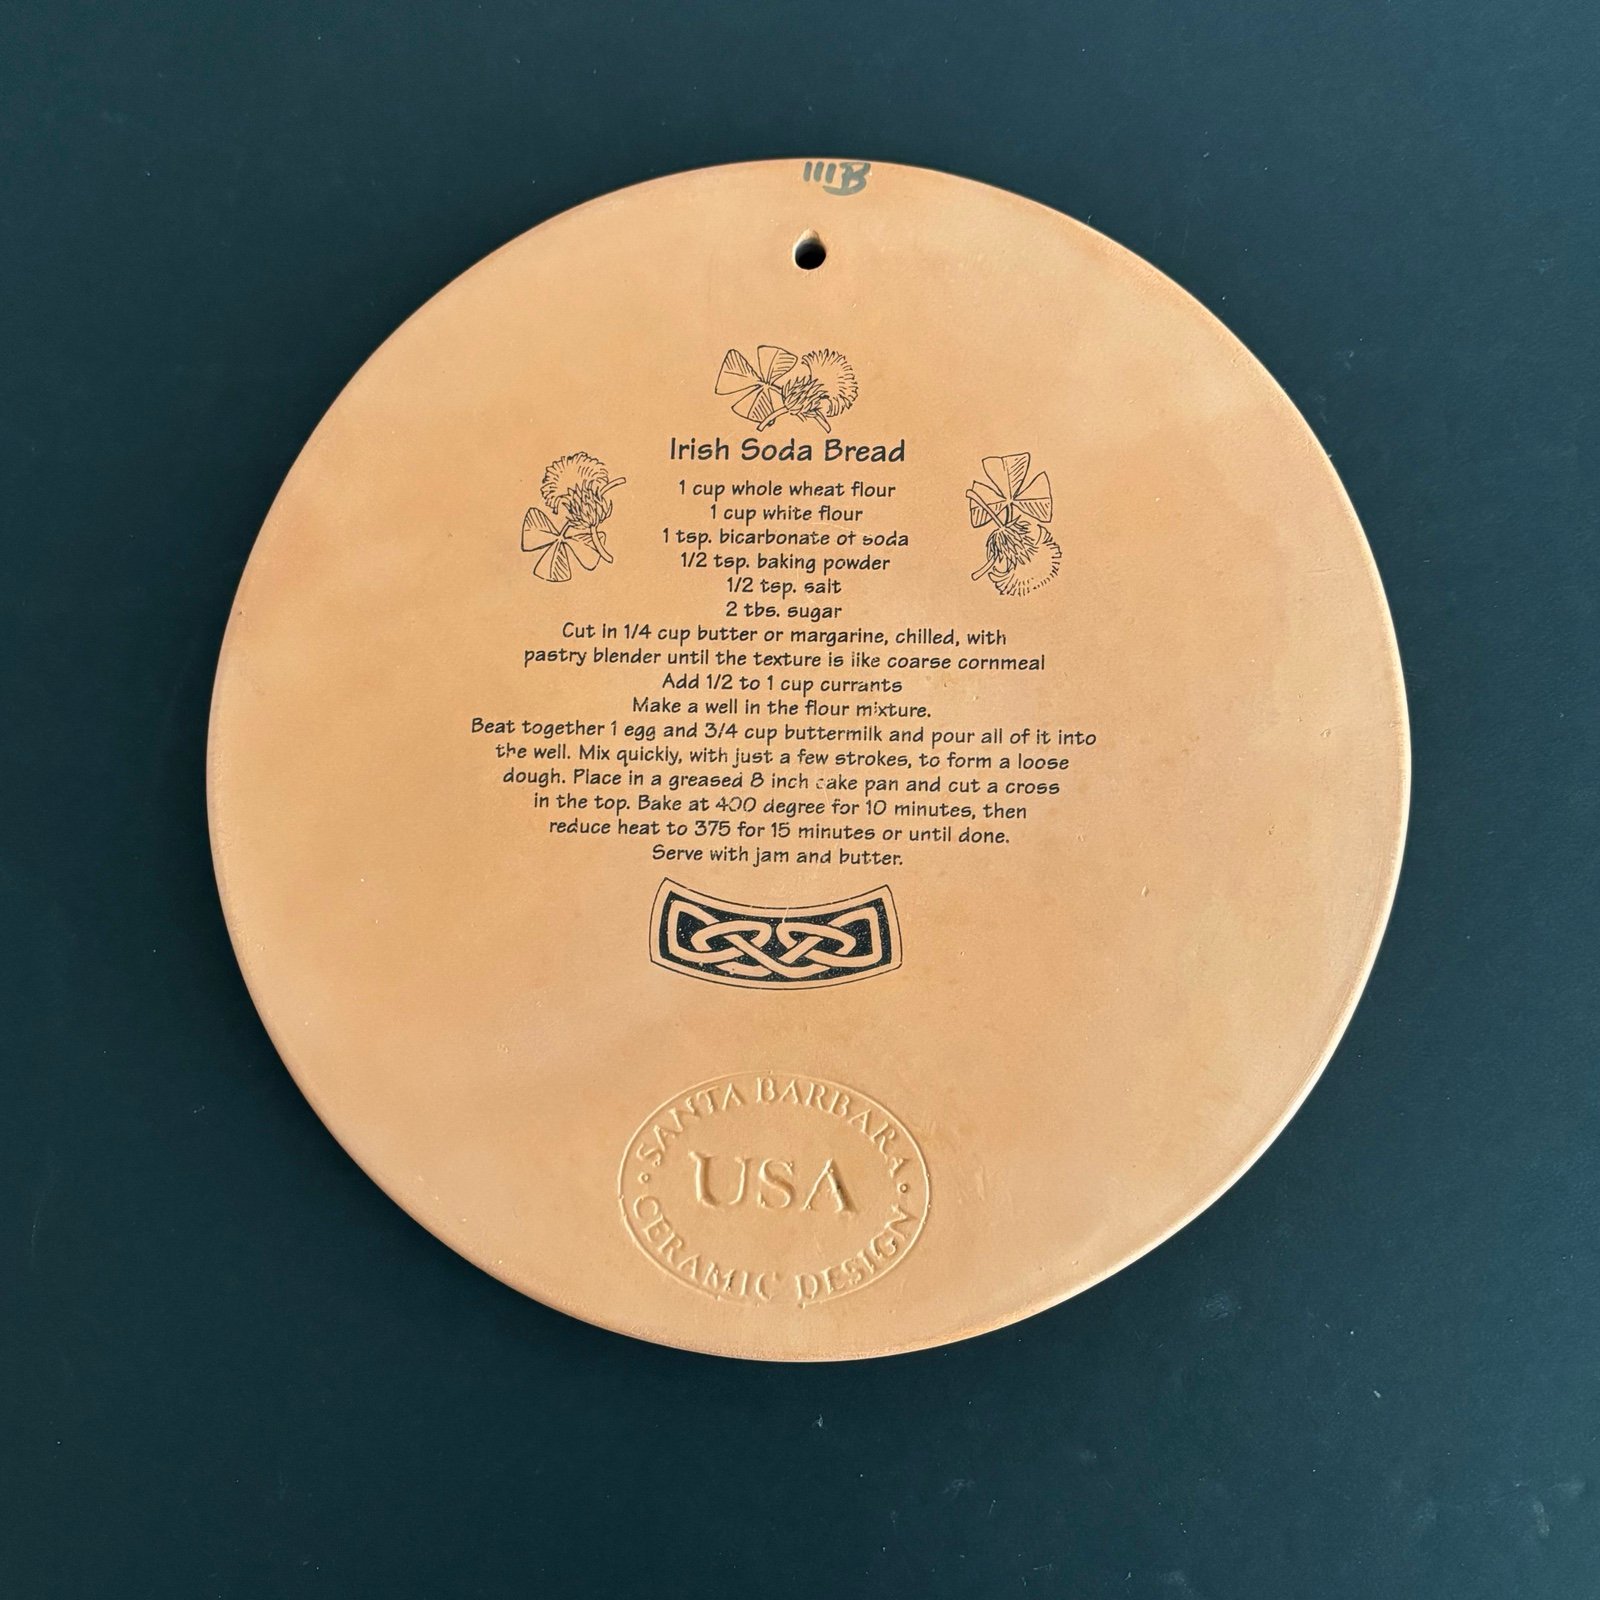 IIIB
Irish Soda Bread
1 cup whole wheat flour
1 cup white flour
1 tsp. bicarbonate of soda
1/2 tsp. baking powder
1/2 tsp. salt
2 tbs. sugar
Cut in 1/4 cup butter or margarine, chilled, with
pastry blender until the texture is like coarse cornmeal
Add 1/2 to 1 cup currants
Make a well in the flour mixture.
Beat together 1 egg and 3/4 cup buttermilk and pour all of it into
the well. Mix quickly, with just a few strokes, to form a loose
dough. Place in a greased 8 inch cake pan and cut a cross
in the top. Bake at 400 degree for 10 minutes, then
reduce heat to 375 for 15 minutes or until done.
Serve with jam and butter.
SANTA BARBARA
USA
CERAMIC DESIGN